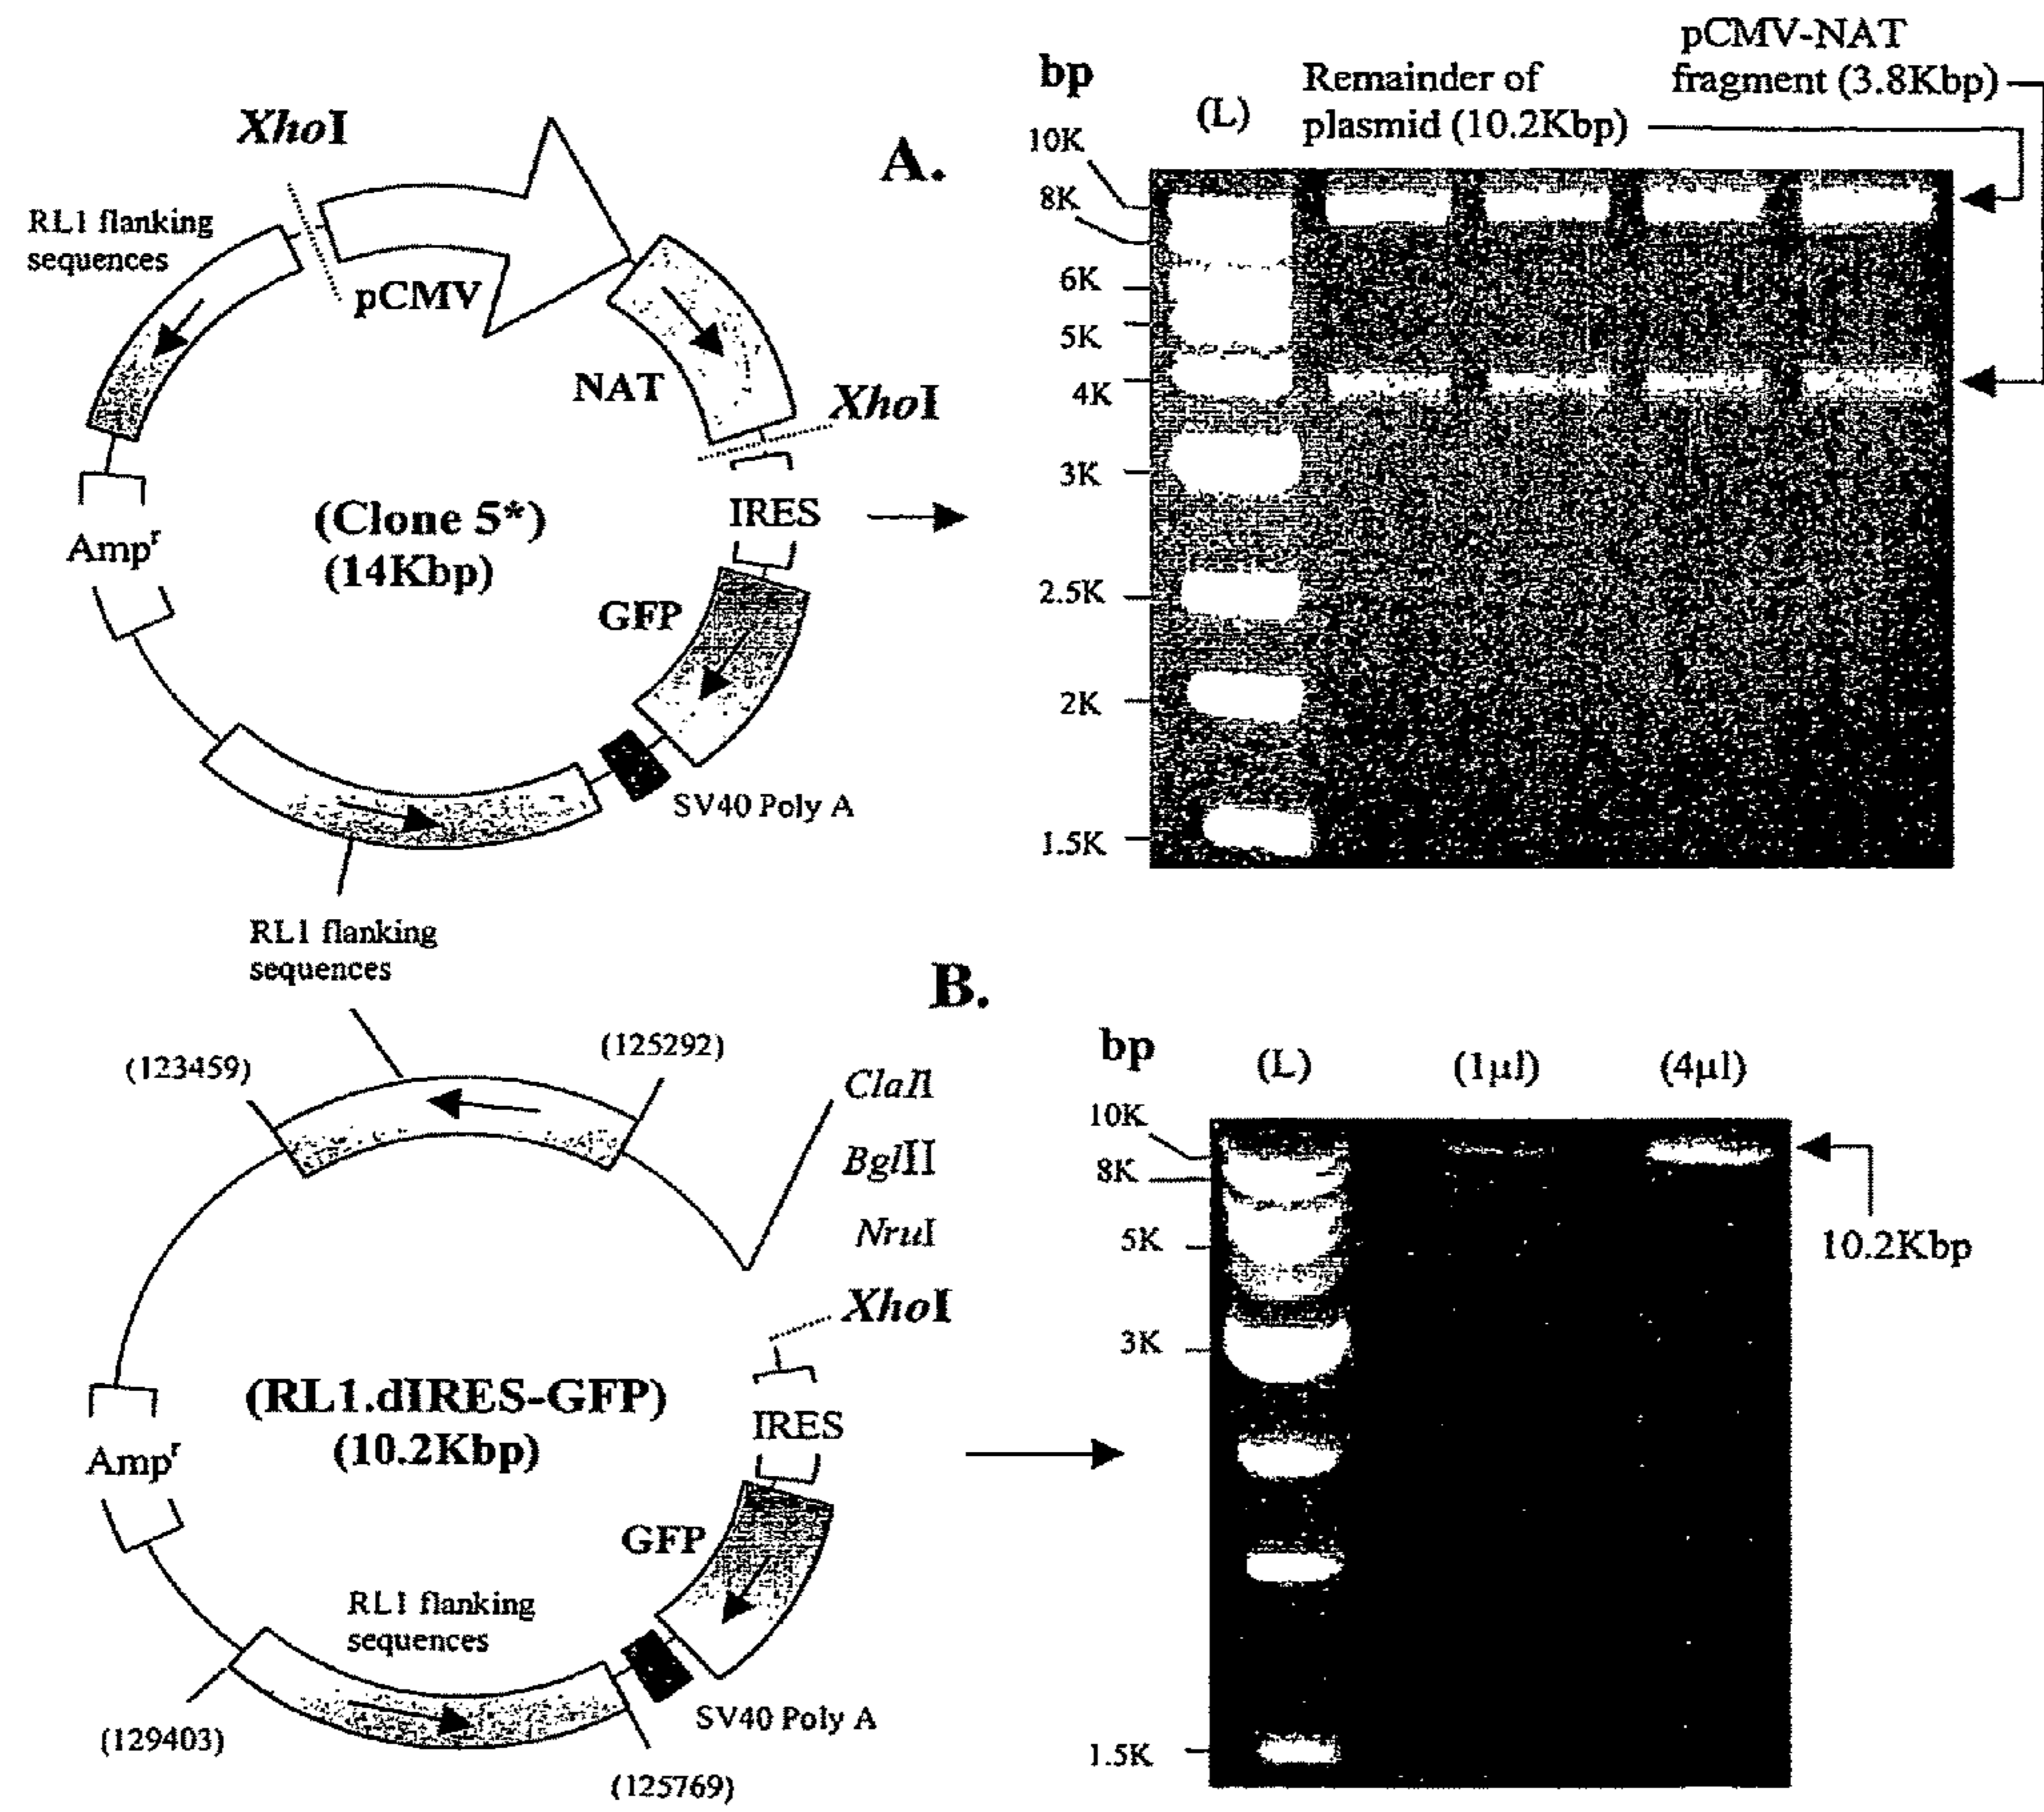 A.
XhoI
RL1 flanking
sequences
pCMV
NAT
XhoI
IRES
(Clone 5*)
(14Kbp)
Ampʳ
GFP
SV40 Poly A
RL1 flanking
sequences
bp
(L)
Remainder of
plasmid (10.2Kbp)
pCMV-NAT
fragment (3.8Kbp)
10K
8K
6K
5K
4K
3K
2.5K
2K
1.5K
B.
(123459)
(125292)
BglII
NruI
XhoI
(RL1.dIRES-GFP)
(10.2Kbp)
IRES
Ampʳ
GFP
RL1 flanking
sequences
SV40 Poly A
(129403)
(125769)
bp
(L)
(1µl)
(4µl)
10K
8K
5K
3K
1.5K
10.2Kbp